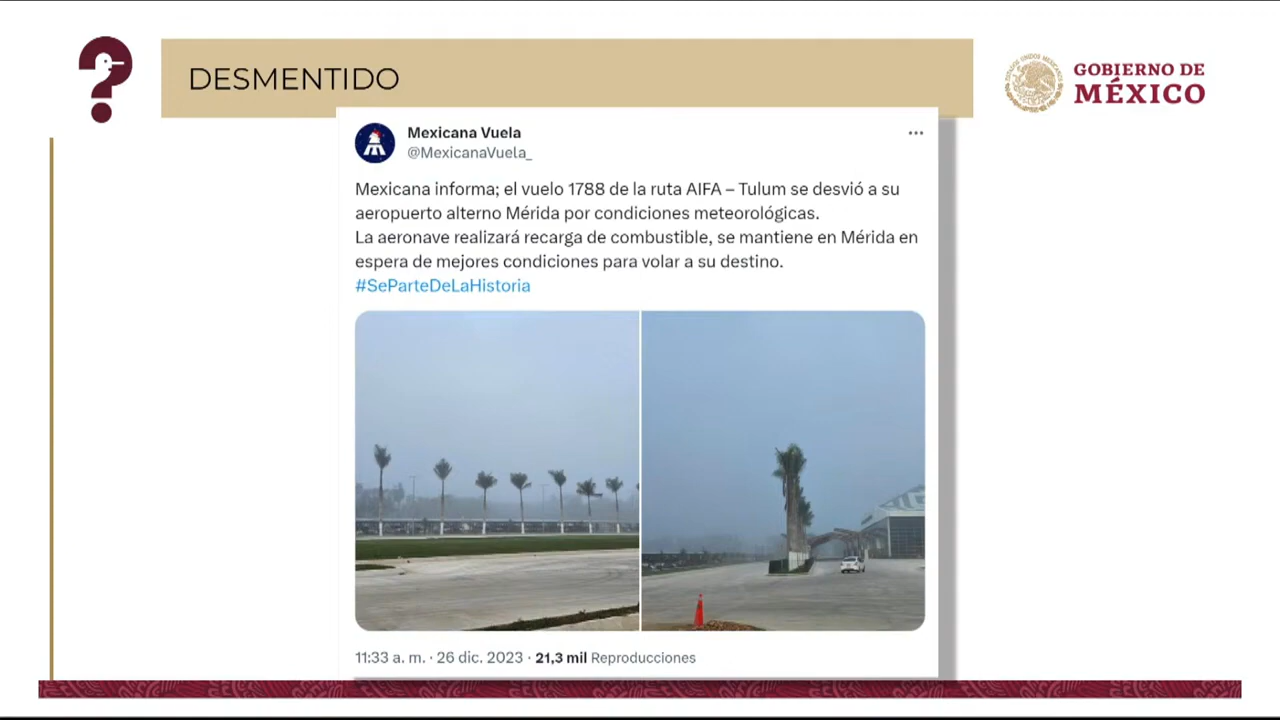 DESMENTIDO
GOBIERNO DE
MÉXICO
Mexicana Vuela
@MexicanaVuela_
Mexicana informa; el vuelo 1788 de la ruta AIFA – Tulum se desvió a su
aeropuerto alterno Mérida por condiciones meteorológicas.
La aeronave realizará recarga de combustible, se mantiene en Mérida en
espera de mejores condiciones para volar a su destino.
#SeParteDeLaHistoria
11:33 a. m. · 26 dic. 2023 · 21,3 mil Reproducciones